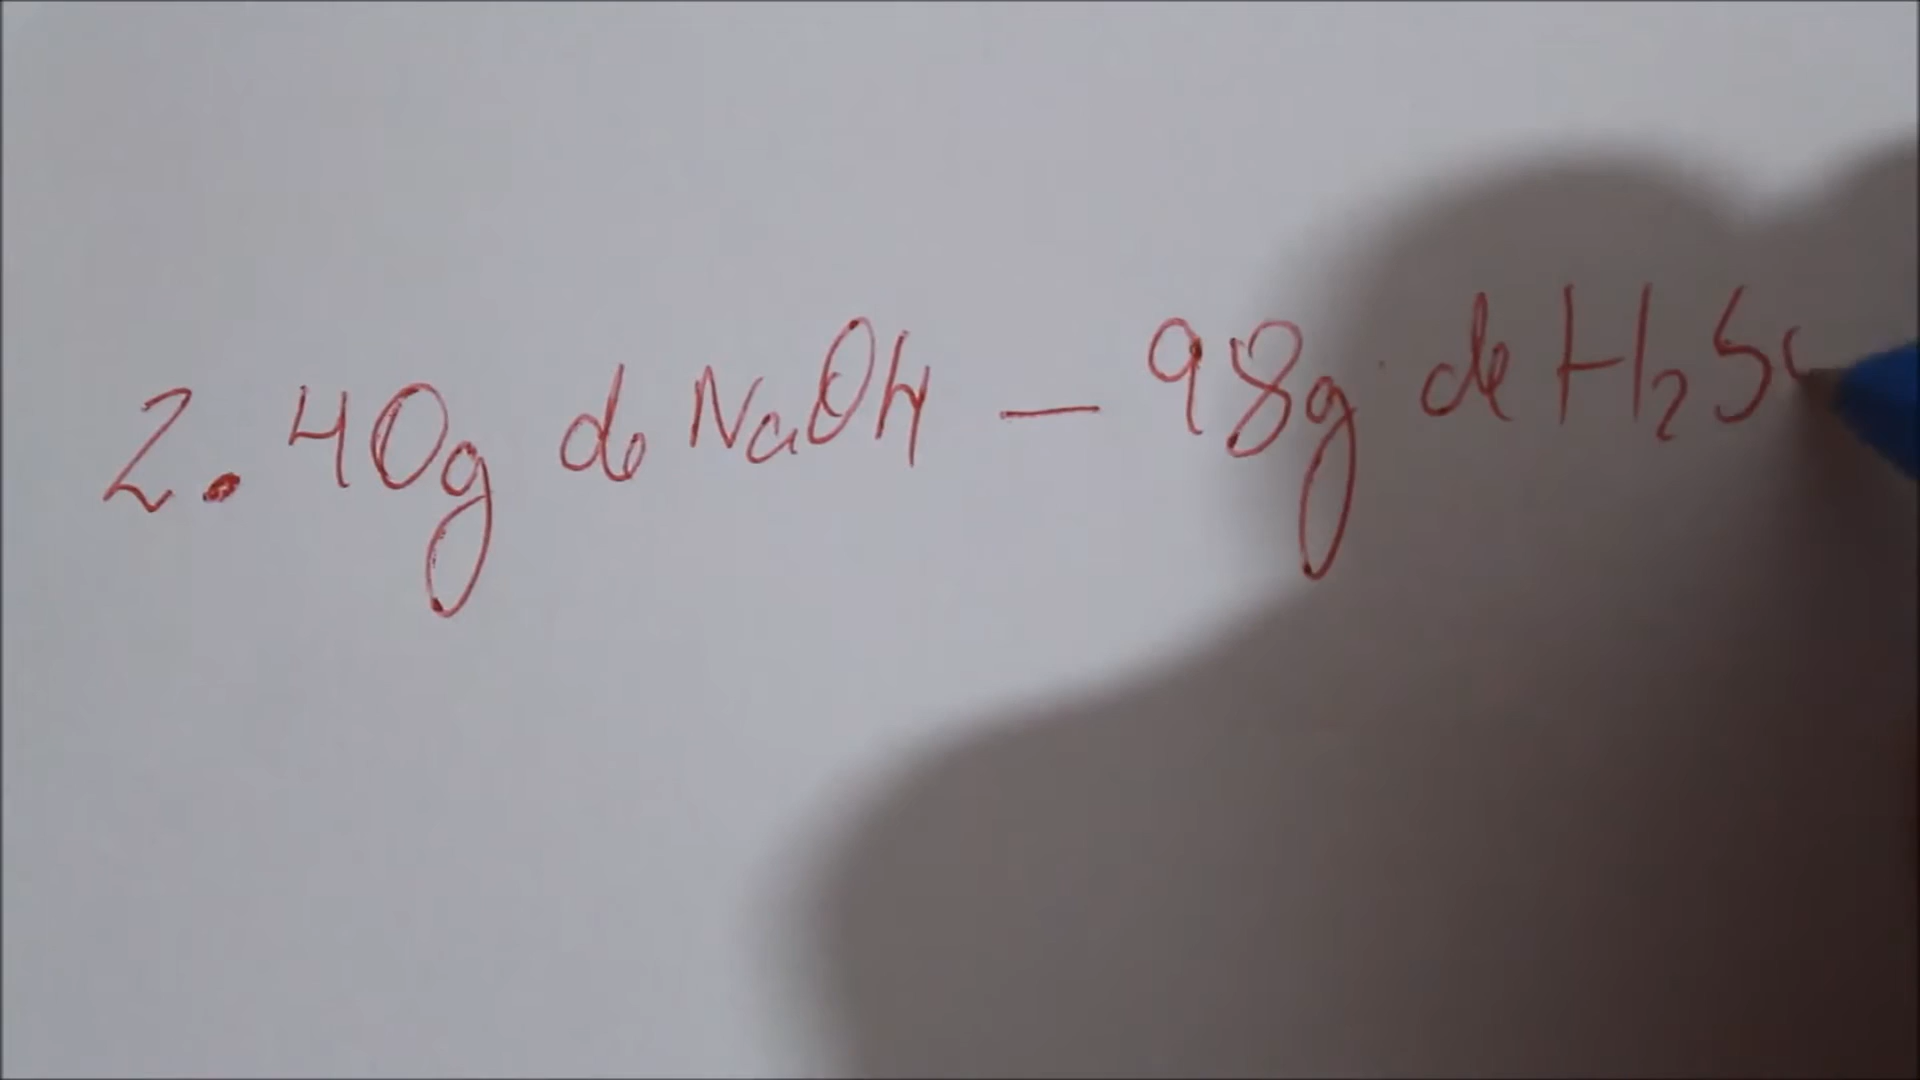 2.40g de NaOH — 98g de H₂S